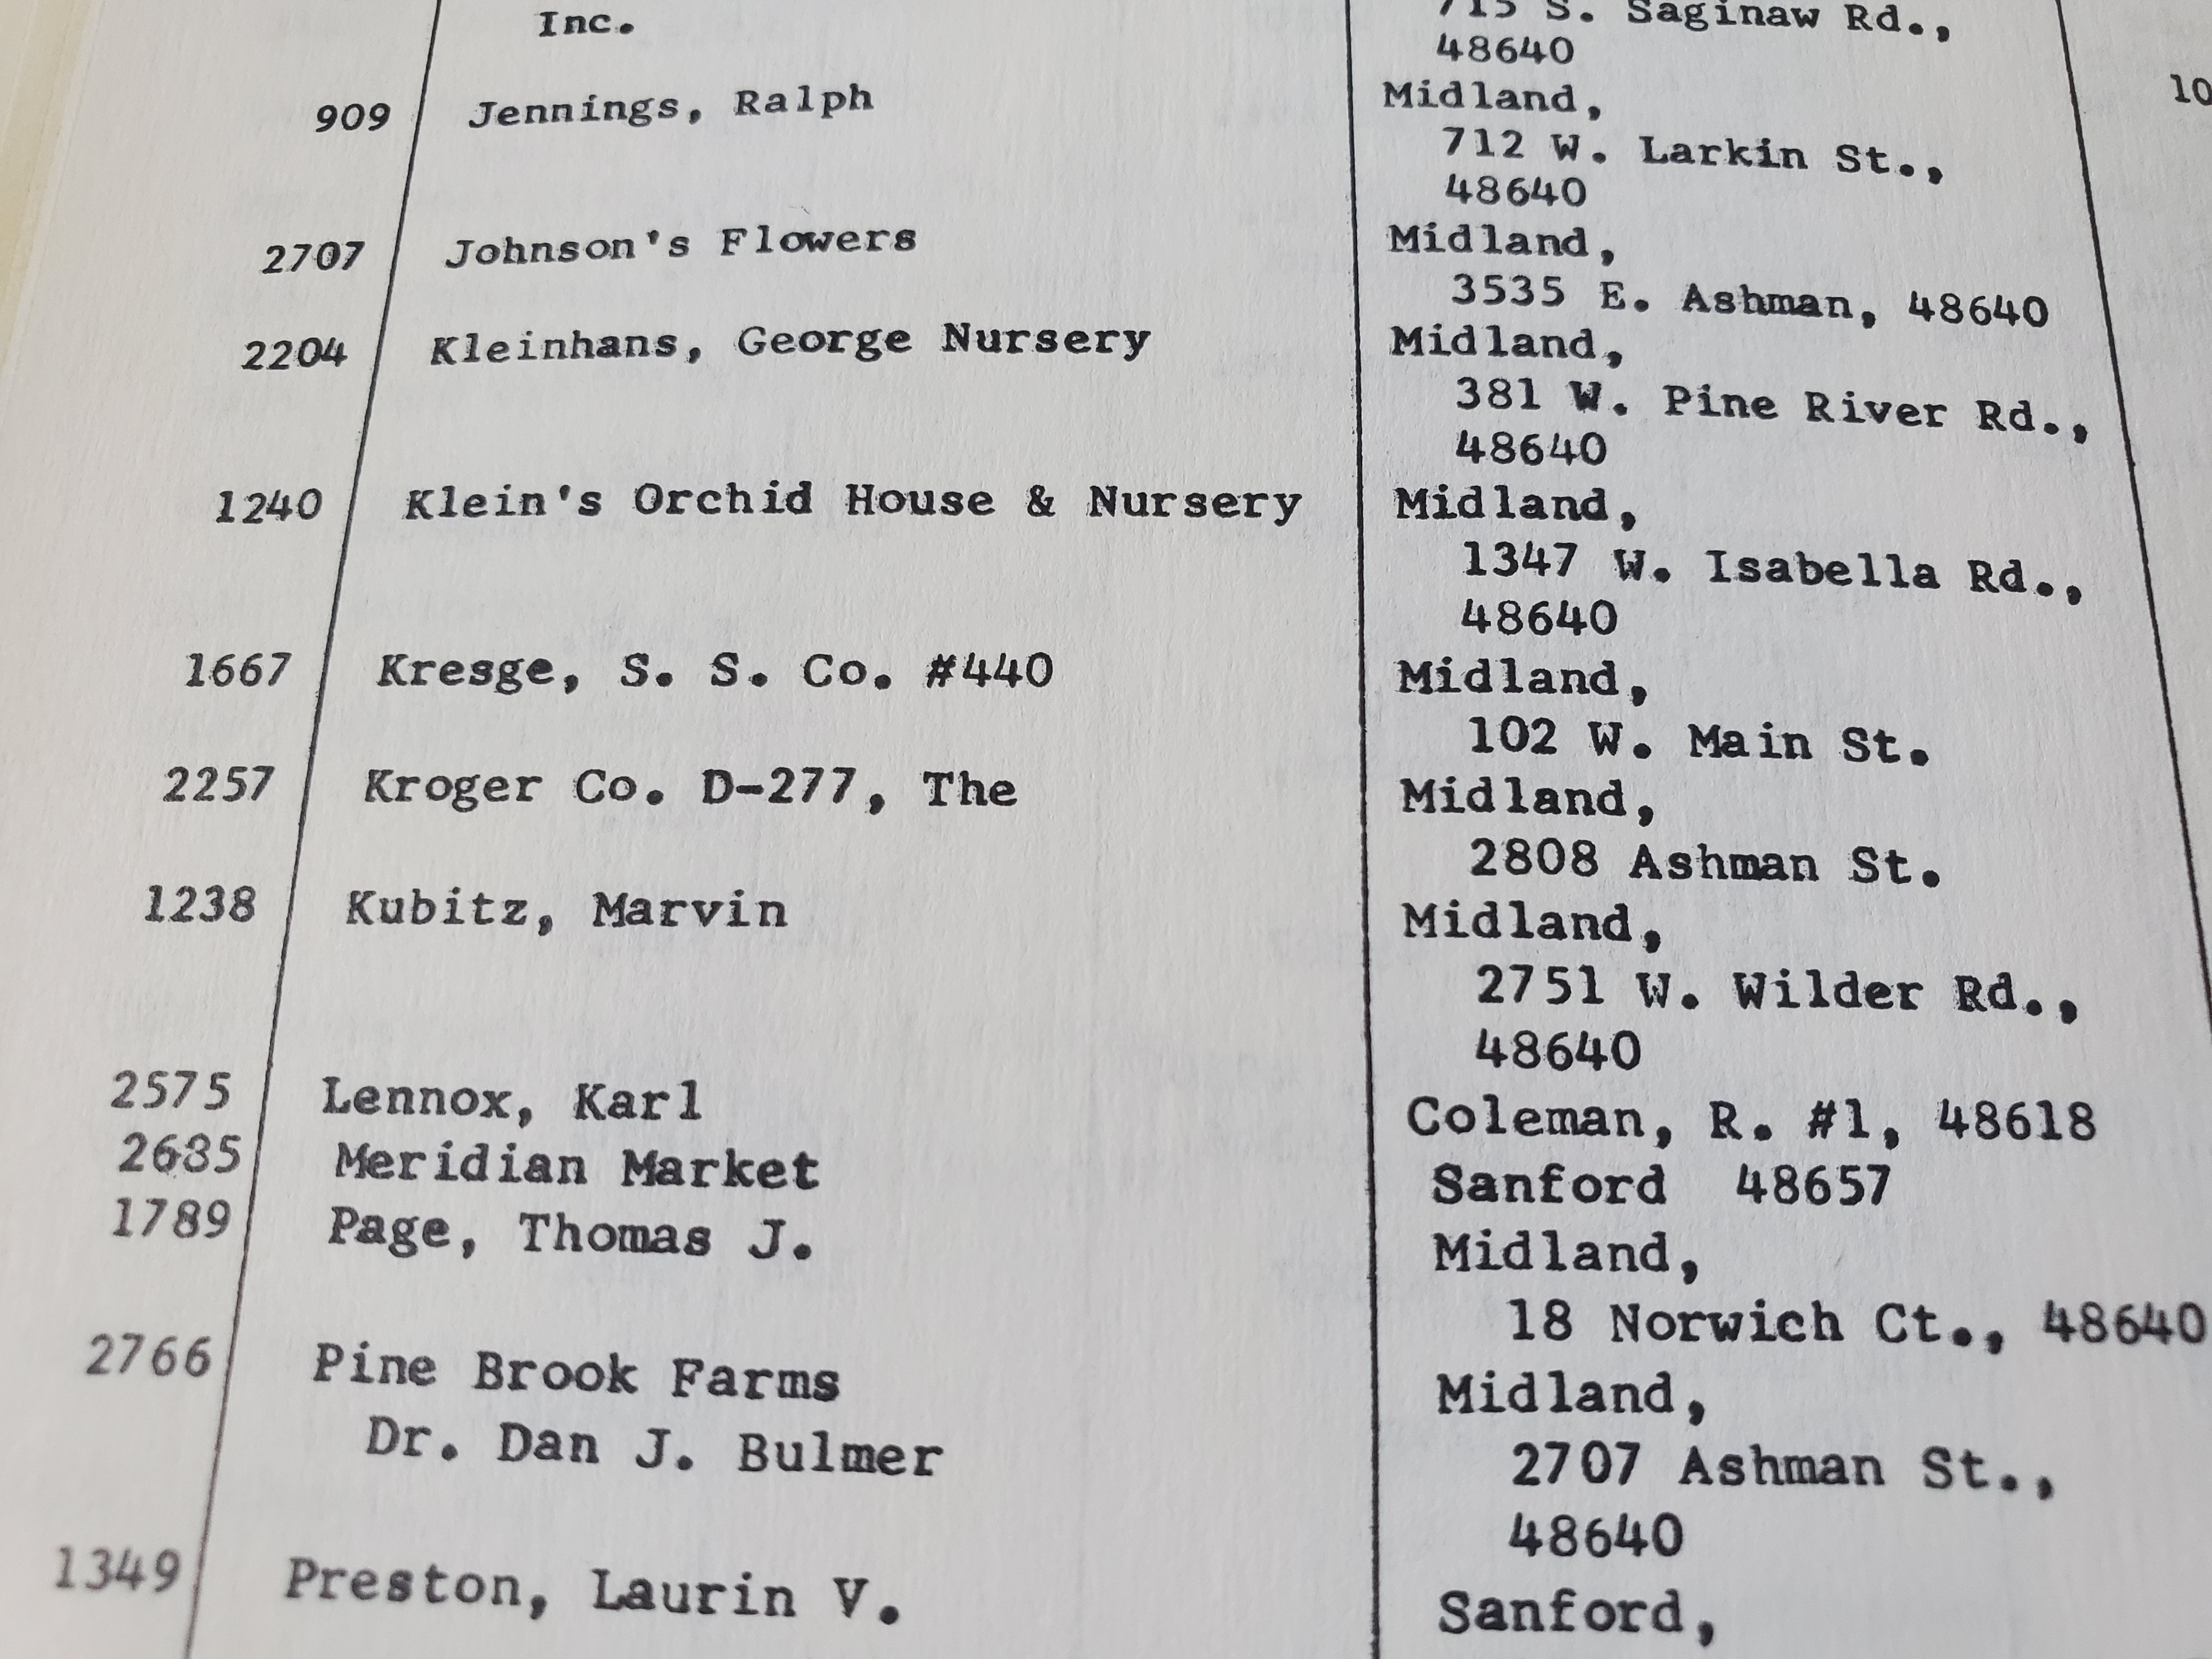 Inc.
715 S. Saginaw Rd.,
48640
10
909 Jennings, Ralph Midland,
712 W. Larkin St.,
48640
2707 Johnson's Flowers Midland,
3535 E. Ashman, 48640
2204 Kleinhans, George Nursery Midland,
381 W. Pine River Rd.,
48640
1240 Klein's Orchid House & Nursery Midland,
1347 W. Isabella Rd.,
48640
1667 Kresge, S. S. Co. #440 Midland,
102 W. Main St.
2257 Kroger Co. D-277, The Midland,
2808 Ashman St.
1238 Kubitz, Marvin Midland,
2751 W. Wilder Rd.,
48640
2575 Lennox, Karl Coleman, R. #1, 48618
2685 Meridian Market Sanford 48657
1789 Page, Thomas J. Midland,
18 Norwich Ct., 48640
2766 Pine Brook Farms Midland,
Dr. Dan J. Bulmer 2707 Ashman St.,
48640
1349 Preston, Laurin V. Sanford,